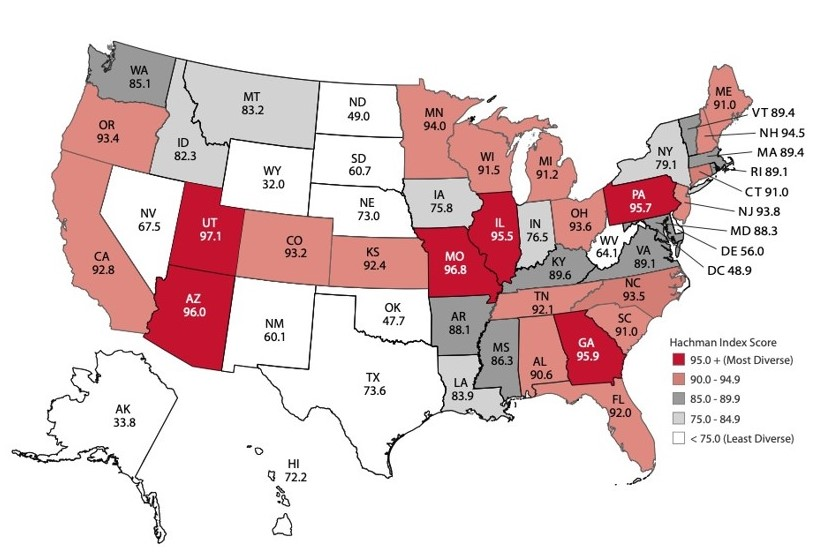 WA
85.1
MT
83.2
ND
49.0
MN
94.0
ME
91.0
VT 89.4
NH 94.5
MA 89.4
RI 89.1
CT 91.0
NJ 93.8
MD 88.3
DE 56.0
DC 48.9
OR
93.4
ID
82.3
WY
32.0
SD
60.7
WI
91.5
MI
91.2
NY
79.1
PA
95.7
NV
67.5
UT
97.1
CO
93.2
NE
73.0
IA
75.8
IL
95.5
IN
76.5
OH
93.6
WV
64.1
VA
89.1
CA
92.8
KS
92.4
MO
96.8
KY
89.6
AZ
96.0
NM
60.1
OK
47.7
AR
88.1
TN
92.1
NC
93.5
SC
91.0
TX
73.6
LA
83.9
MS
86.3
AL
90.6
GA
95.9
FL
92.0
AK
33.8
HI
72.2
Hachman Index Score
95.0 + (Most Diverse)
90.0 - 94.9
85.0 - 89.9
75.0 - 84.9
< 75.0 (Least Diverse)